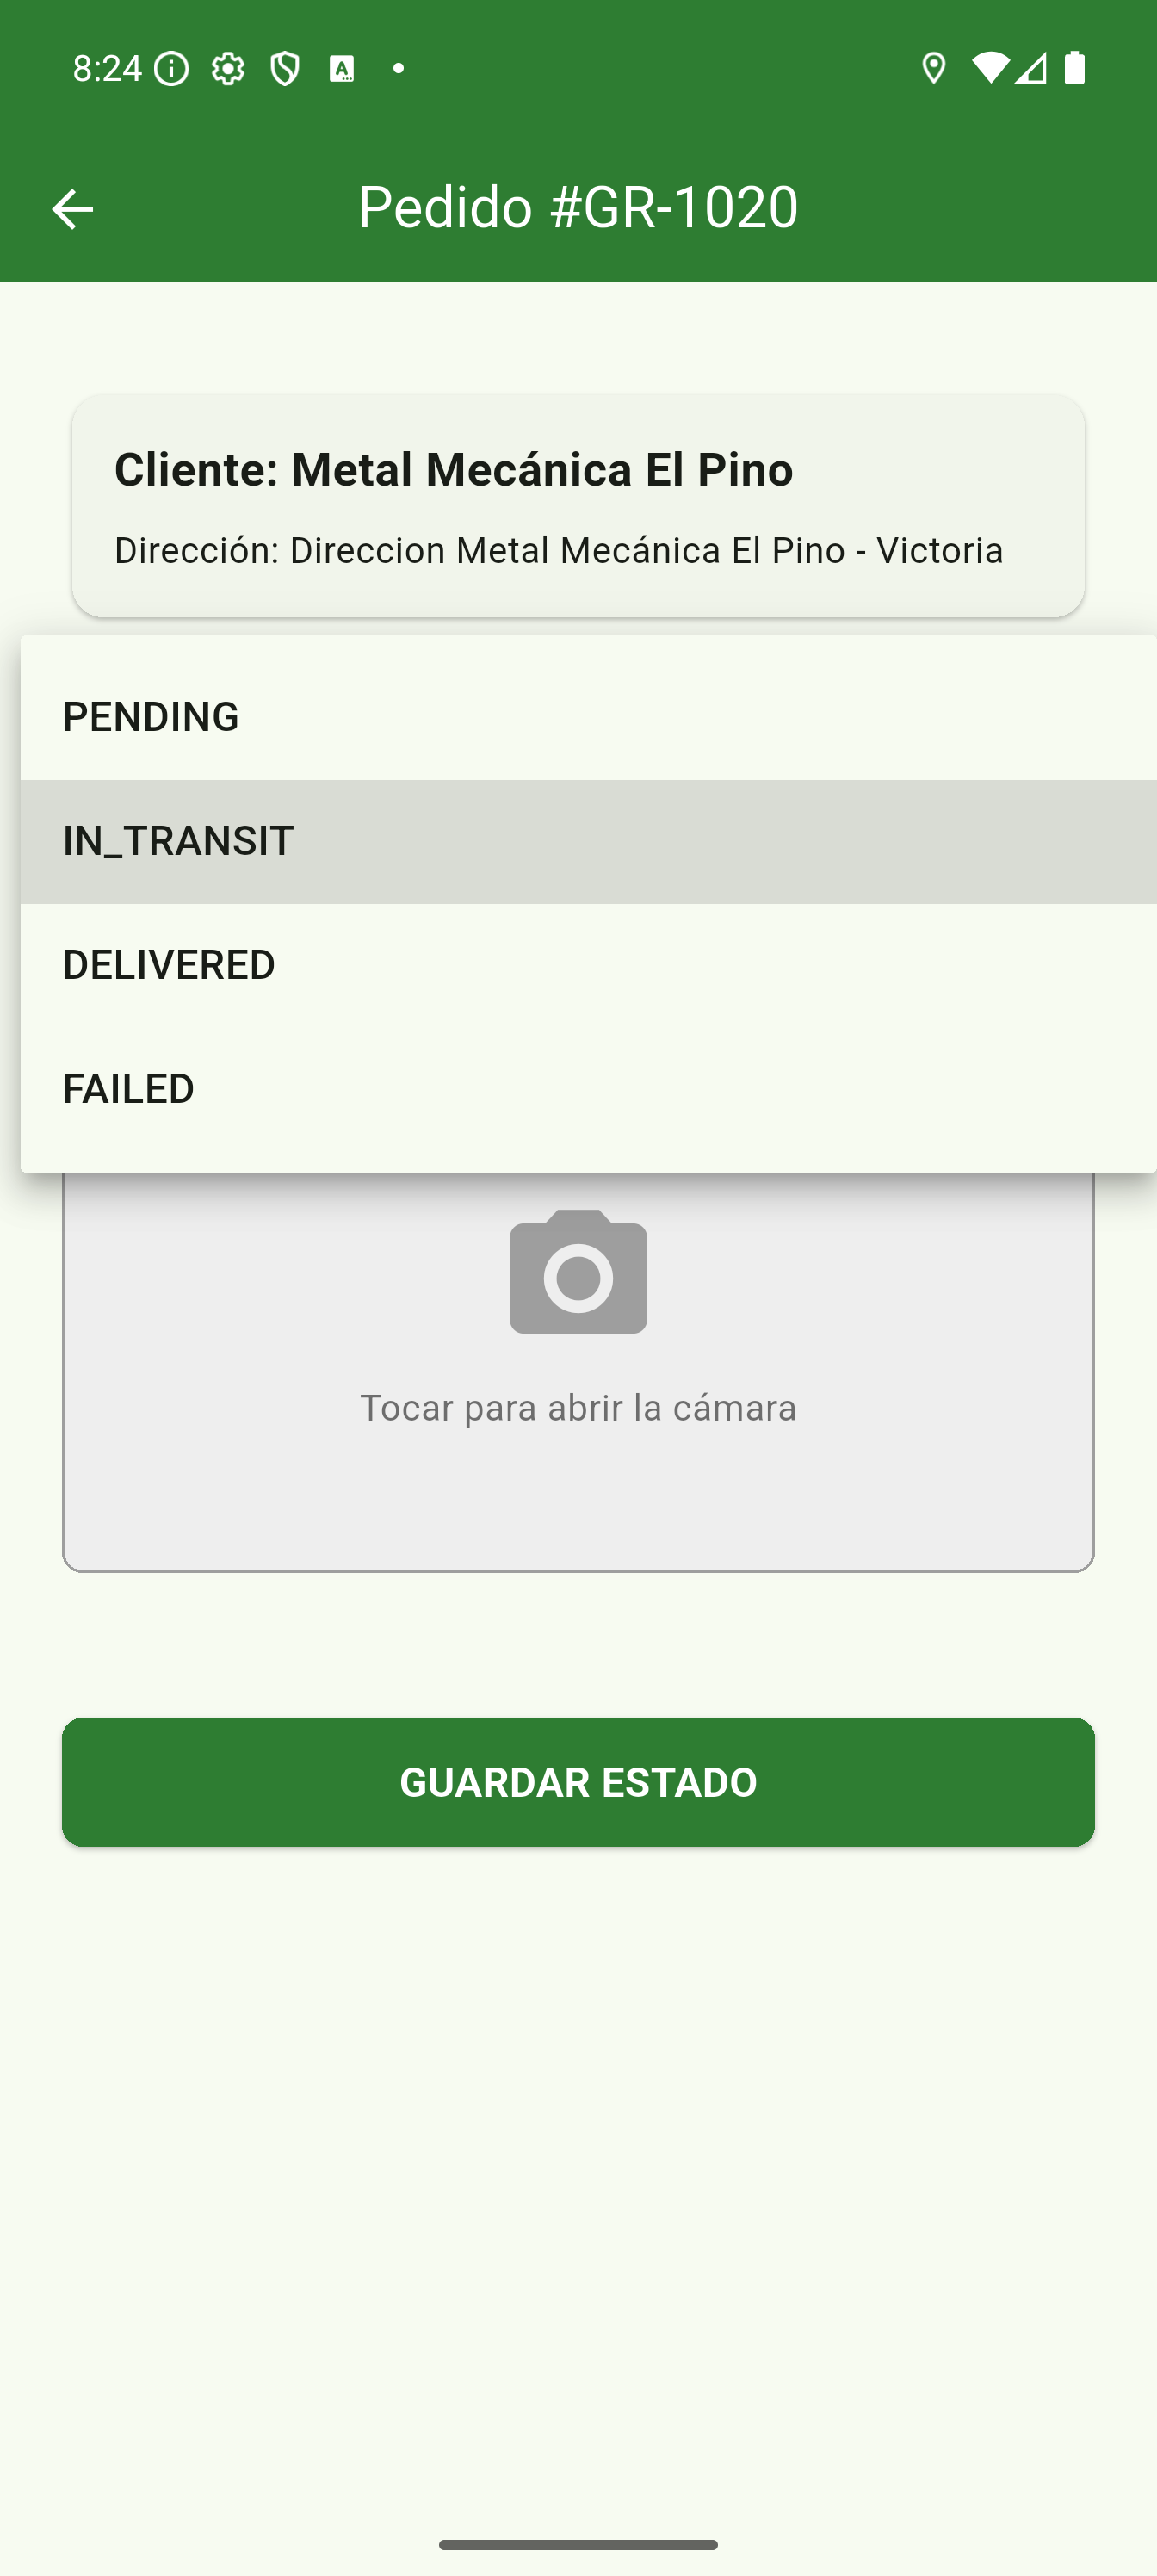 8:24
Pedido #GR-1020
Cliente: Metal Mecánica El Pino
Dirección: Direccion Metal Mecánica El Pino - Victoria
PENDING
IN_TRANSIT
DELIVERED
FAILED
Tocar para abrir la cámara
GUARDAR ESTADO